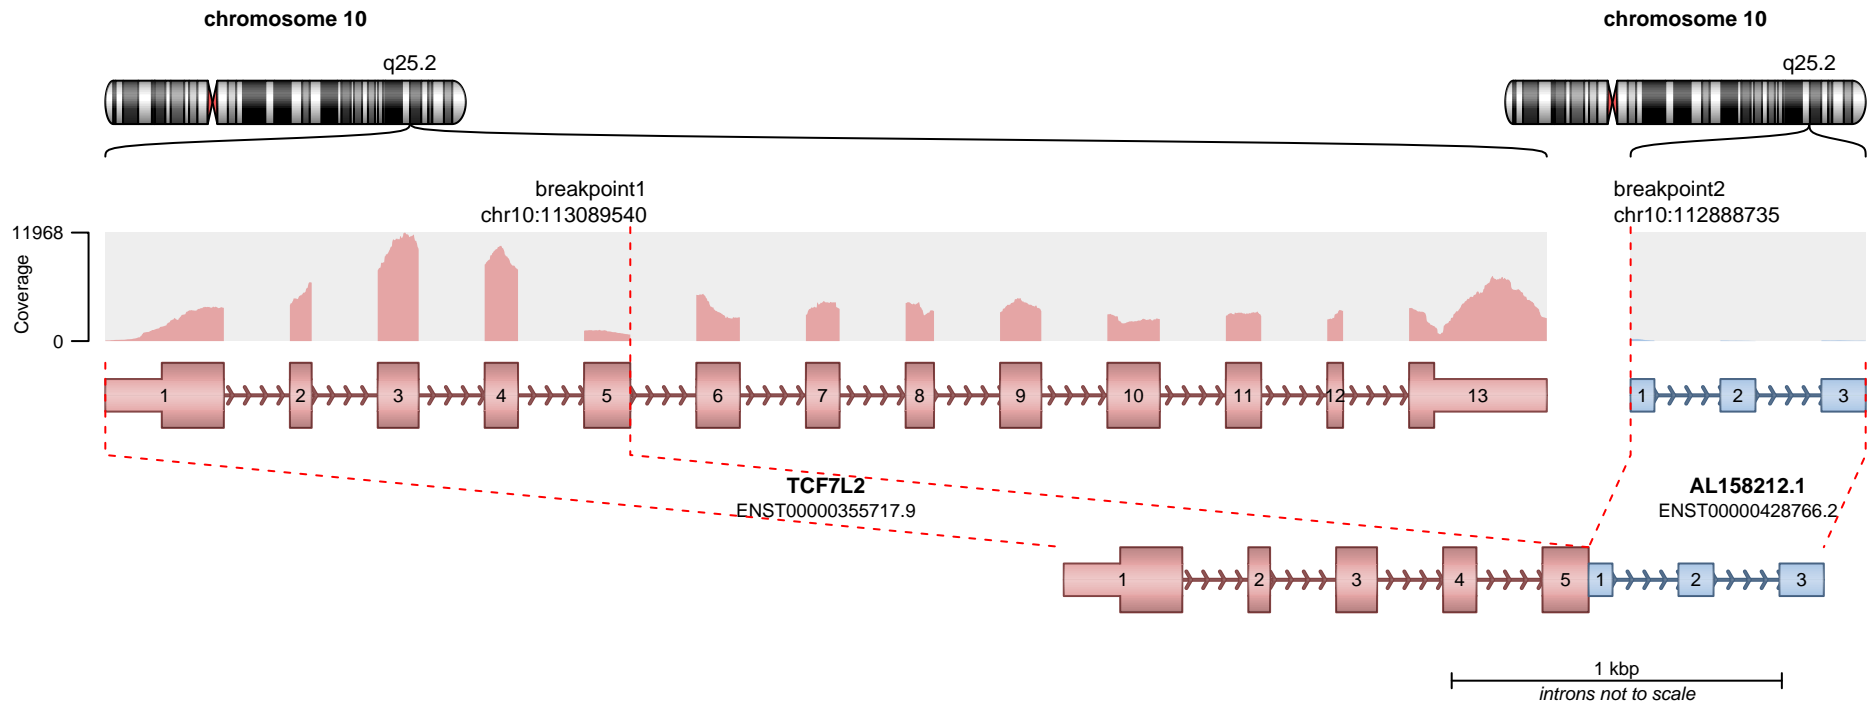 chromosome 10
chromosome 10
q25.2
q25.2
breakpoint1
chr10:113089540
breakpoint2
chr10:112888735
11968
Coverage
0
1 2 3 4 5 6 7 8 9 10 11 12 13
1 2 3
TCF7L2
ENST00000355717.9
AL158212.1
ENST00000428766.2
1 2 3 4 5 1 2 3
1 kbp
introns not to scale